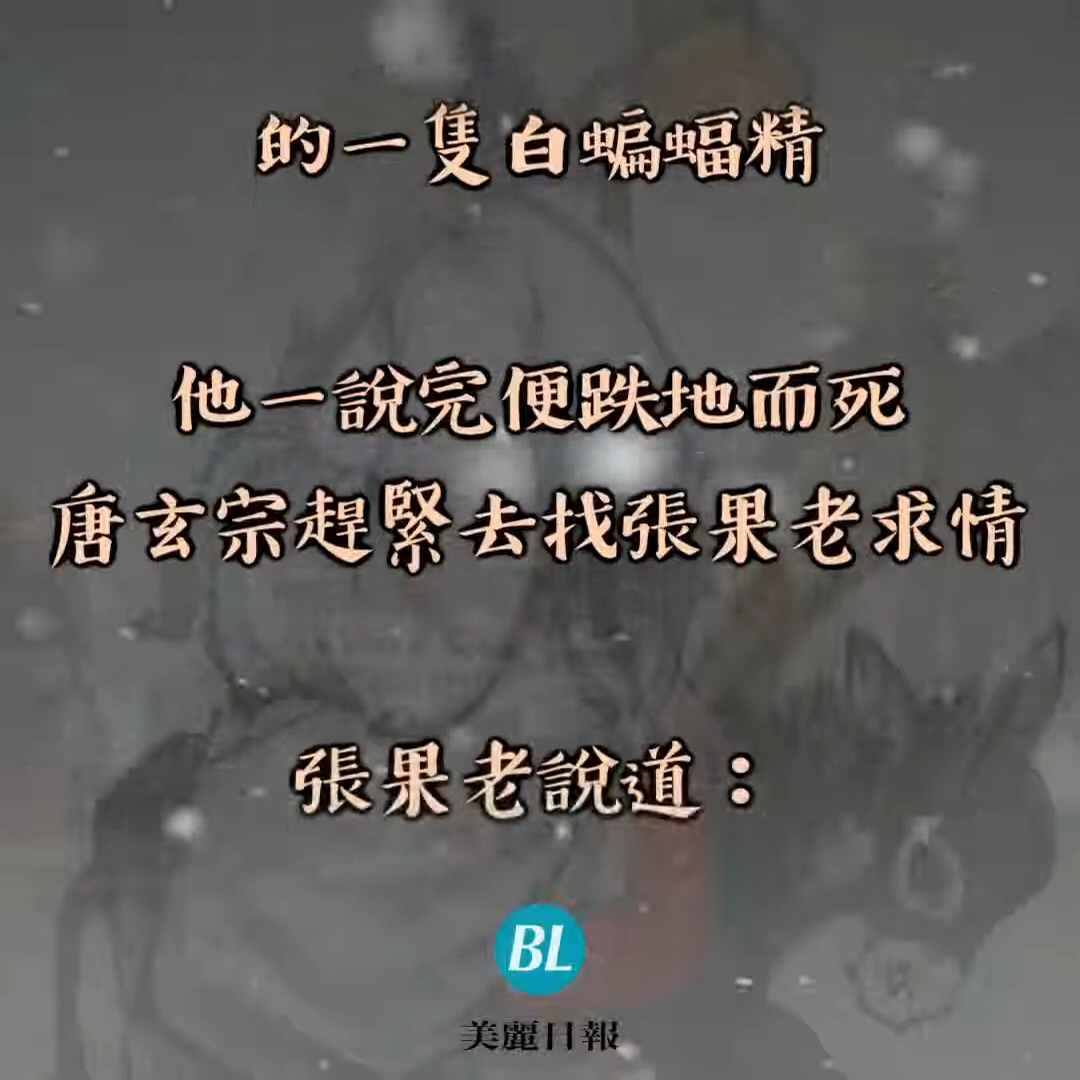 的一隻白蝙蝠精
他一說完便跌地而死
唐玄宗趕緊去找張果老求情
張果老說道：
BL
美麗日報